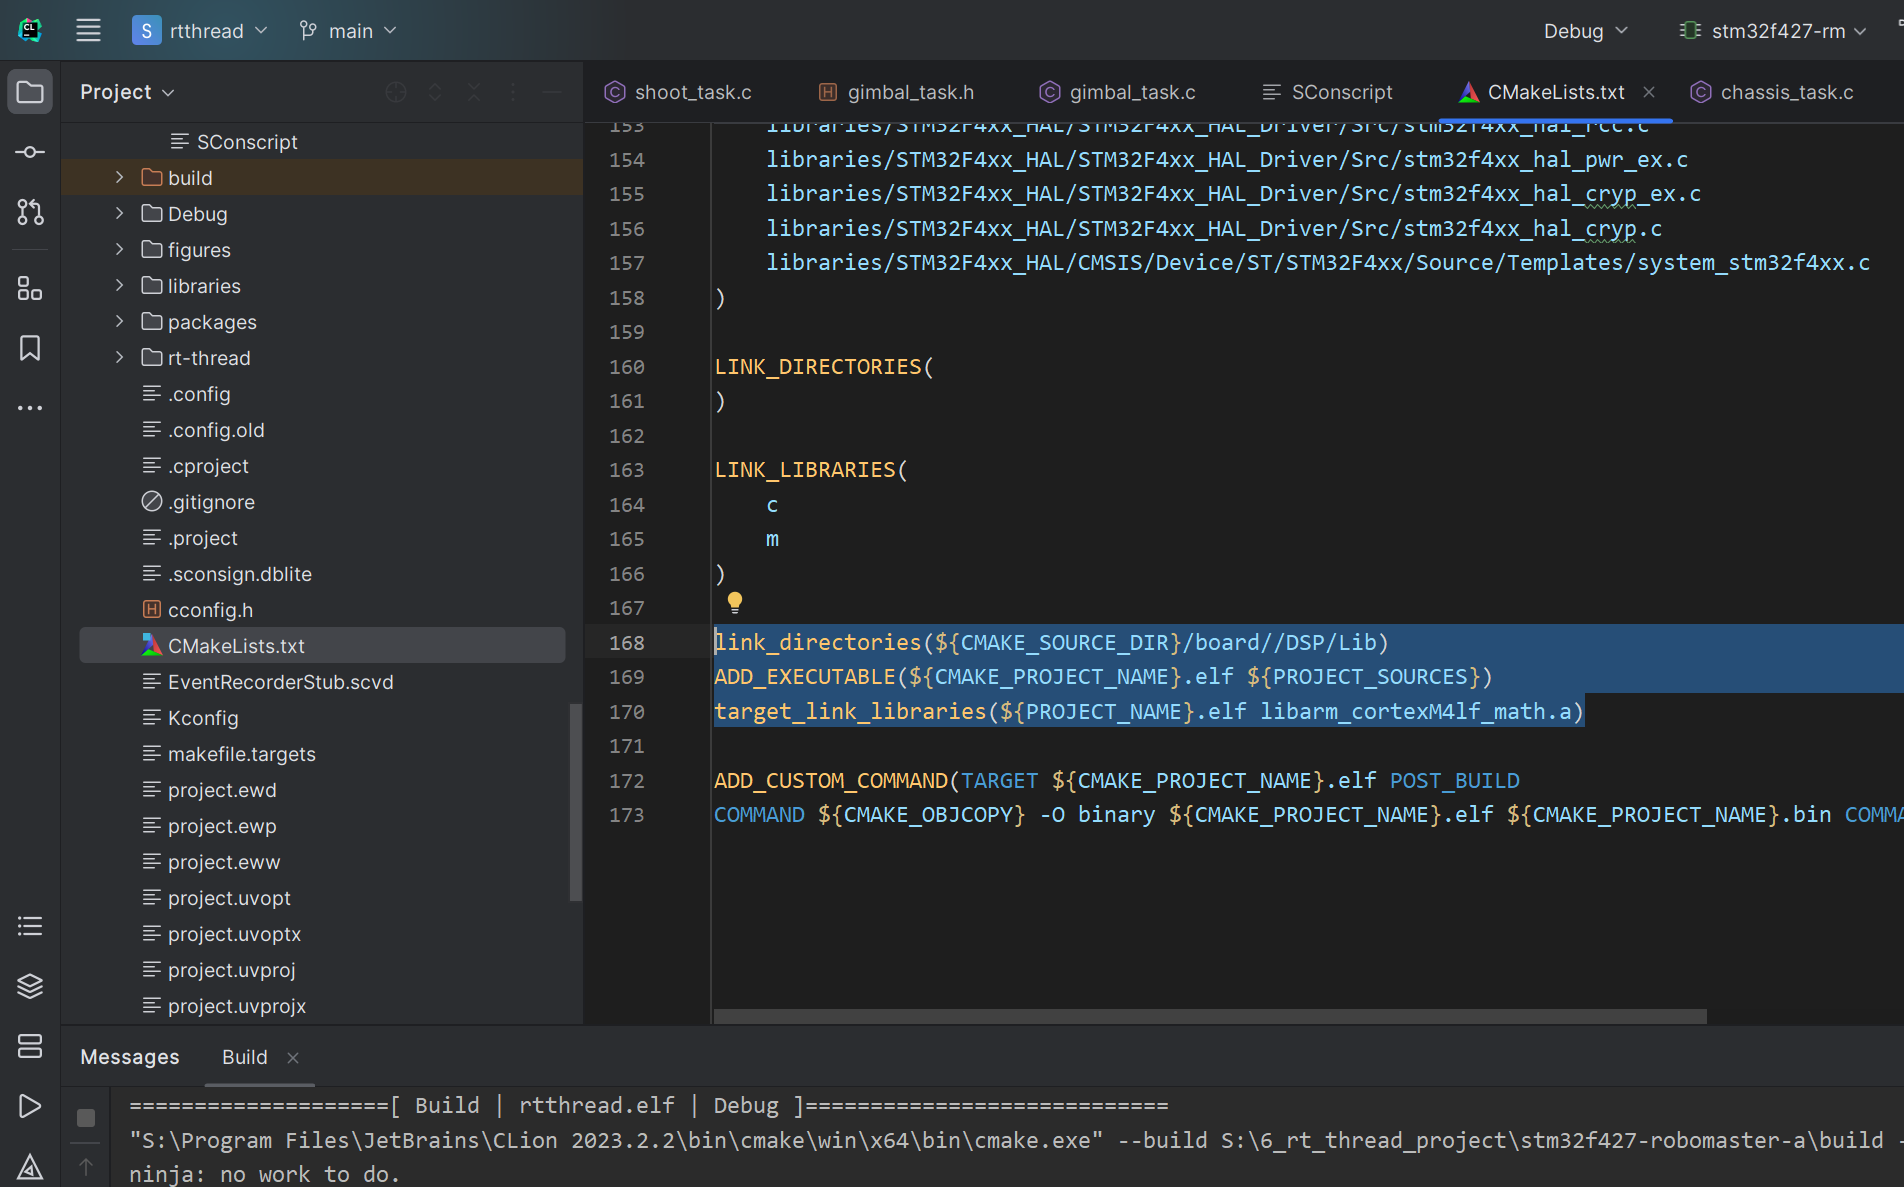 CL
S rtthread
main
Debug
stm32f427-rm
Project
shoot_task.c
gimbal_task.h
gimbal_task.c
SConscript
CMakeLists.txt
chassis_task.c
SConscript
build
Debug
figures
libraries
packages
rt-thread
.config
.config.old
.cproject
.gitignore
.project
.sconsign.dblite
cconfig.h
CMakeLists.txt
EventRecorderStub.scvd
Kconfig
makefile.targets
project.ewd
project.ewp
project.eww
project.uvopt
project.uvoptx
project.uvproj
project.uvprojx
153 libraries/STM32F4xx_HAL/STM32F4xx_HAL_Driver/Src/stm32f4xx_hal_rcc.c
154 libraries/STM32F4xx_HAL/STM32F4xx_HAL_Driver/Src/stm32f4xx_hal_pwr_ex.c
155 libraries/STM32F4xx_HAL/STM32F4xx_HAL_Driver/Src/stm32f4xx_hal_cryp_ex.c
156 libraries/STM32F4xx_HAL/STM32F4xx_HAL_Driver/Src/stm32f4xx_hal_cryp.c
157 libraries/STM32F4xx_HAL/CMSIS/Device/ST/STM32F4xx/Source/Templates/system_stm32f4xx.c
158 )
159
160 LINK_DIRECTORIES(
161 )
162
163 LINK_LIBRARIES(
164 c
165 m
166 )
167
168 link_directories(${CMAKE_SOURCE_DIR}/board//DSP/Lib)
169 ADD_EXECUTABLE(${CMAKE_PROJECT_NAME}.elf ${PROJECT_SOURCES})
170 target_link_libraries(${PROJECT_NAME}.elf libarm_cortexM4lf_math.a)
171
172 ADD_CUSTOM_COMMAND(TARGET ${CMAKE_PROJECT_NAME}.elf POST_BUILD
173 COMMAND ${CMAKE_OBJCOPY} -O binary ${CMAKE_PROJECT_NAME}.elf ${CMAKE_PROJECT_NAME}.bin COMMA
Messages
Build
====================[ Build | rtthread.elf | Debug ]============================
"S:\Program Files\JetBrains\CLion 2023.2.2\bin\cmake\win\x64\bin\cmake.exe" --build S:\6_rt_thread_project\stm32f427-robomaster-a\build -
ninja: no work to do.